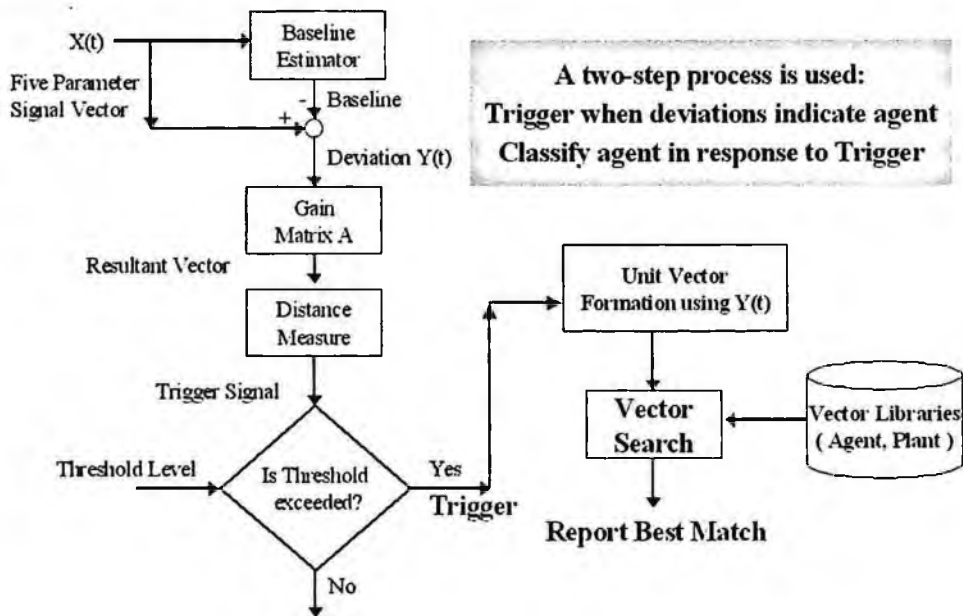 X(t)
Five Parameter
Signal Vector
Baseline
Estimator
-
Baseline
+
Deviation Y(t)
Gain
Matrix A
Resultant Vector
Distance
Measure
Trigger Signal
Threshold Level
Is Threshold
exceeded?
Yes
Trigger
No
A two-step process is used:
Trigger when deviations indicate agent
Classify agent in response to Trigger
Unit Vector
Formation using Y(t)
Vector
Search
Vector Libraries
( Agent, Plant )
Report Best Match